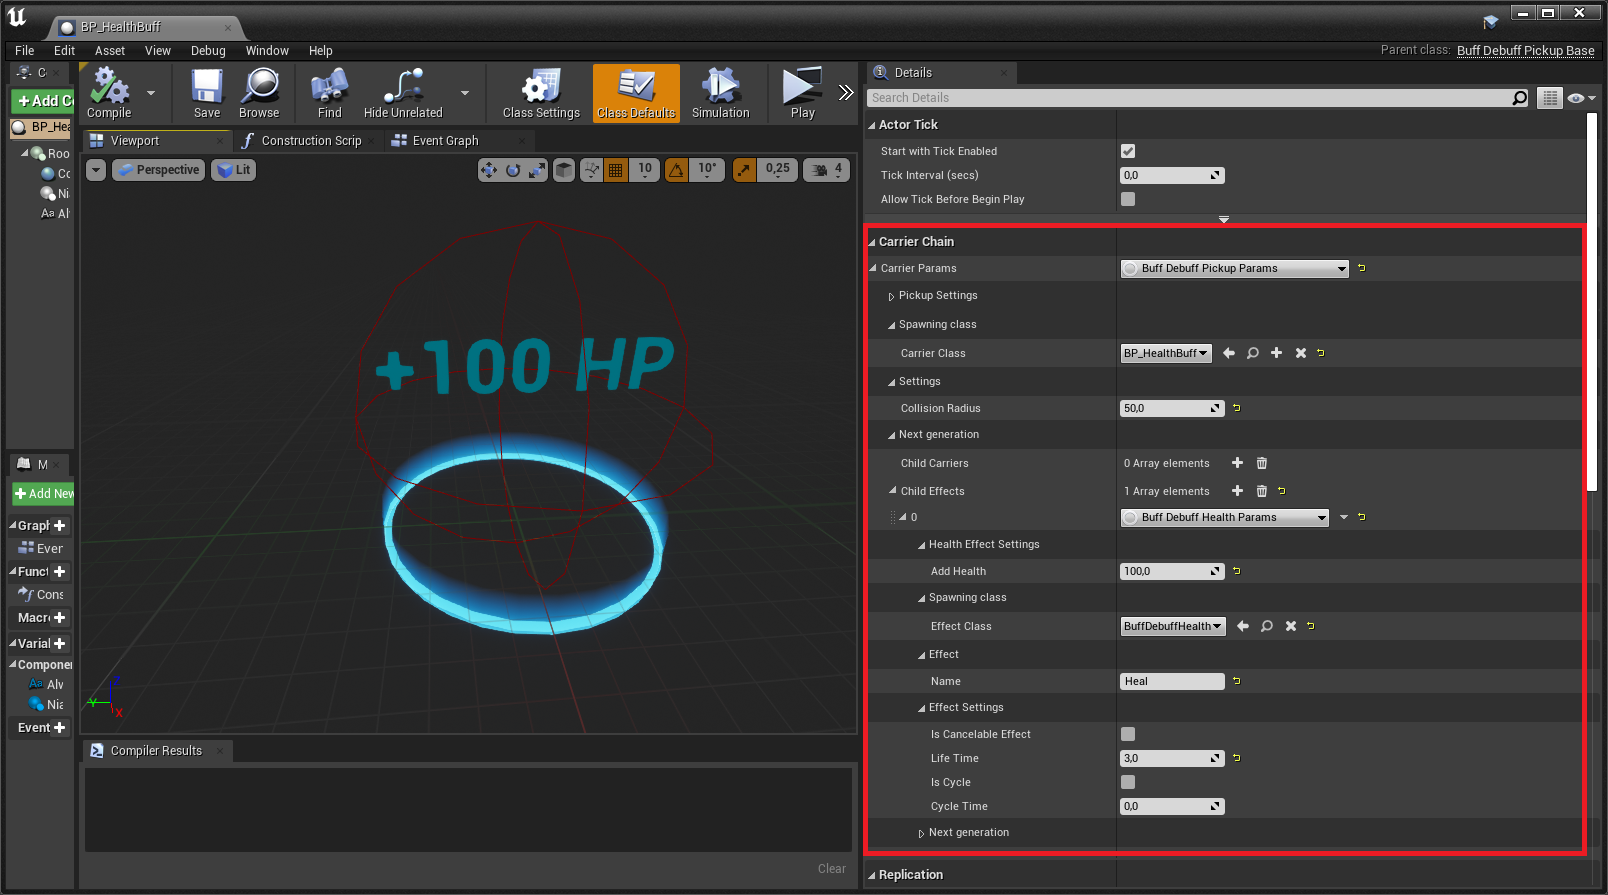 BP_HealthBuff
File Edit Asset View Debug Window Help
Parent class: Buff Debuff Pickup Base
C
Add Co
BP_Hea
Roo
Co
Ni
Aa Al
Compile
Save
Browse
Find
Hide Unrelated
Class Settings
Class Defaults
Simulation
Play
Viewport
Construction Scrip
Event Graph
Perspective
Lit
10
10°
0,25
4
+100 HP
Z
Y
X
M
Add New
Graph
Ever
Funct
Cons
Macro
Variab
Componen
Aa Alv
Nia
Event
Compiler Results
Clear
Details
Search Details
Actor Tick
Start with Tick Enabled
Tick Interval (secs) 0,0
Allow Tick Before Begin Play
Carrier Chain
Carrier Params Buff Debuff Pickup Params
Pickup Settings
Spawning class
Carrier Class BP_HealthBuff
Settings
Collision Radius 50,0
Next generation
Child Carriers 0 Array elements
Child Effects 1 Array elements
0 Buff Debuff Health Params
Health Effect Settings
Add Health 100,0
Spawning class
Effect Class BuffDebuffHealth
Effect
Name Heal
Effect Settings
Is Cancelable Effect
Life Time 3,0
Is Cycle
Cycle Time 0,0
Next generation
Replication